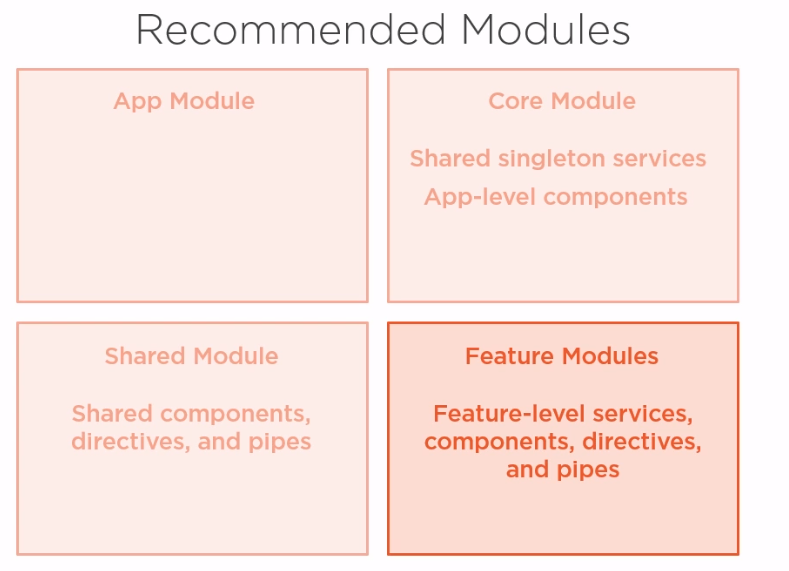 Recommended Modules
App Module
Core Module
Shared singleton services
App-level components
Shared Module
Shared components,
directives, and pipes
Feature Modules
Feature-level services,
components, directives,
and pipes